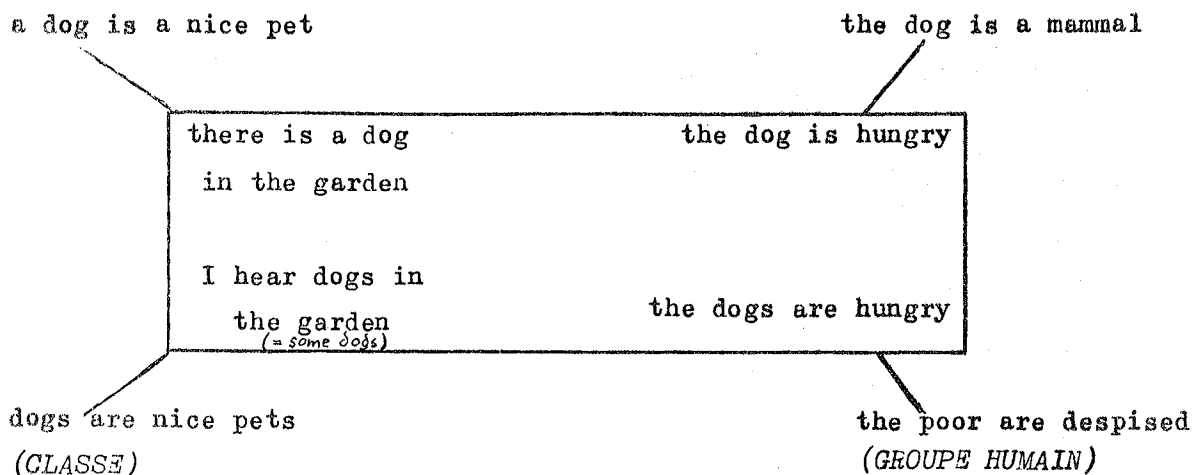 a dog is a nice pet
the dog is a mammal
there is a dog
in the garden
the dog is hungry
I hear dogs in
the garden
(= some dogs)
the dogs are hungry
dogs are nice pets
(CLASSE)
the poor are despised
(GROUPE HUMAIN)